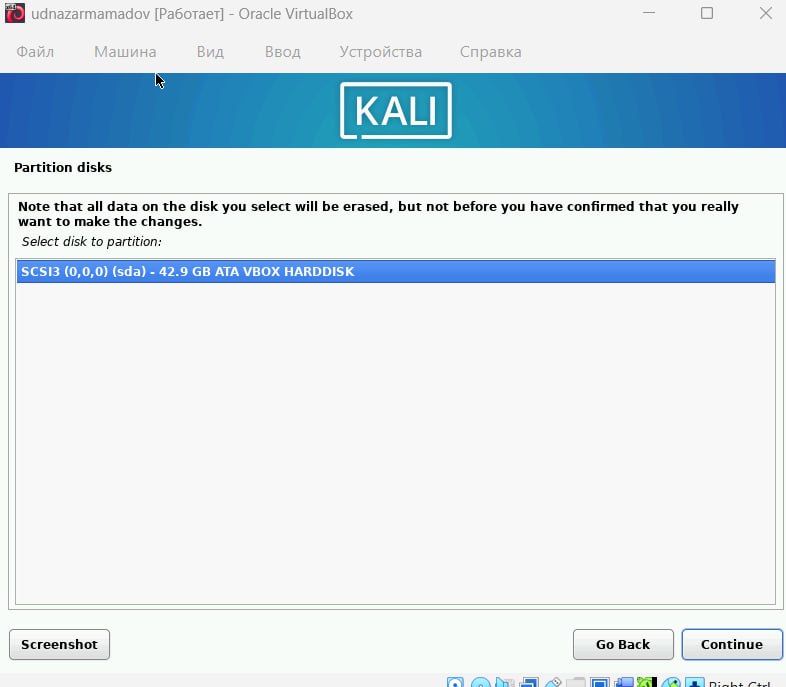 udnazarmamadov [Работает] - Oracle VirtualBox
Файл Машина Вид Ввод Устройства Справка
KALI
Partition disks
Note that all data on the disk you select will be erased, but not before you have confirmed that you really
want to make the changes.
Select disk to partition:
SCSI3 (0,0,0) (sda) - 42.9 GB ATA VBOX HARDDISK
Screenshot Go Back Continue
Right Ctrl